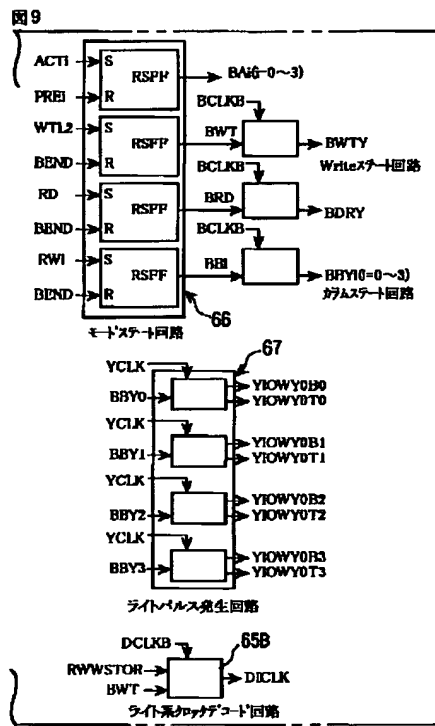 図9
ACTi
S
RSFF
BAi(i=0～3)
PREi
R
WTL2
S
RSFF
BCLKB
BWT
BWTY
BEND
R
Writeステート回路
RD
S
RSFF
BCLKB
BRD
BDRY
BEND
R
RWi
S
RSFF
BCLKB
BBi
BBYi(i=0～3)
BEND
R
カラムステート回路
66
モードステート回路
67
YCLK
BBY0
YIOWY0B0
YIOWY0T0
YCLK
BBY1
YIOWY0B1
YIOWY0T1
YCLK
BBY2
YIOWY0B2
YIOWY0T2
YCLK
BBY3
YIOWY0B3
YIOWY0T3
ライトパルス発生回路
DCLKB
65B
RWWSTOR
BWT
DICLK
ライト系クロックデコード回路